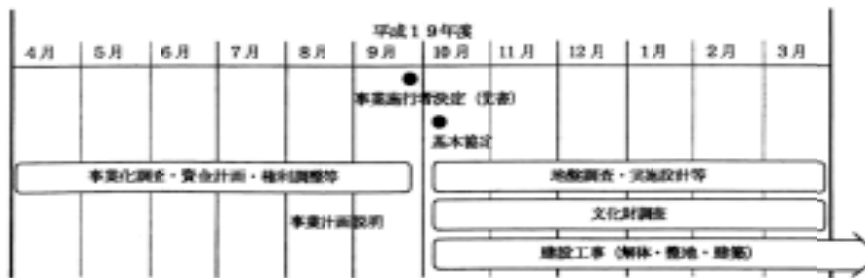 平成19年度
4月 5月 6月 7月 8月 9月 10月 11月 12月 1月 2月 3月
事業施行者決定（覚書）
基本協定
事業化調査・資金計画・権利調整等
地盤調査・実施設計等
事業計画説明
文化財調査
建設工事（解体・整地・建築）